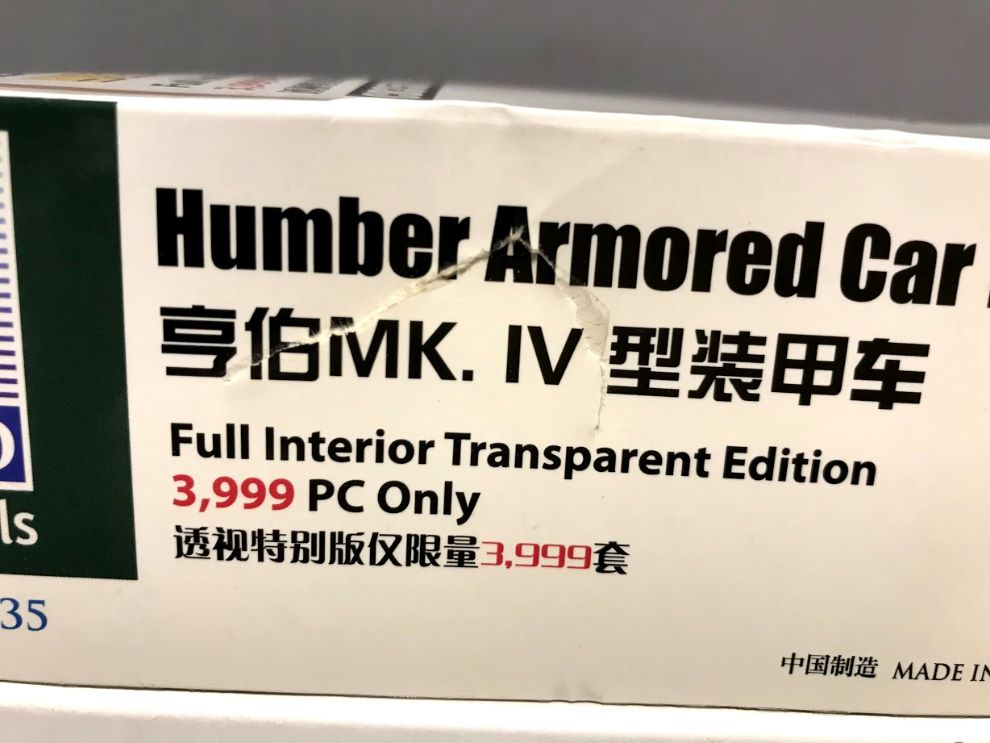 Humber Armored Car
亨伯MK. IV 型装甲车
Full Interior Transparent Edition
3,999 PC Only
透视特别版仅限量3,999套
ls
35
中国制造 MADE IN